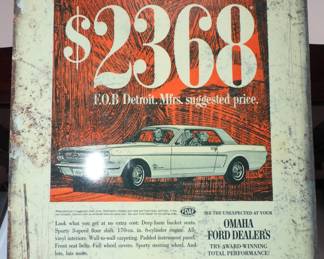 $2368
F.O.B Detroit. Mfrs. suggested price.
SEE THE UNEXPECTED AT YOUR
OMAHA
FORD DEALER'S
TRY AWARD-WINNING
TOTAL PERFORMANCE!
Look what you get at no extra cost: Deep-foam bucket seats.
Sporty 3-speed floor shift. 170cu. in. 6-cylinder engine. All-
vinyl interiors. Wall-to-wall carpeting. Padded instrument panel.
Front seat belts. Full wheel covers. Sporty steering wheel. And-
lots, lots more.